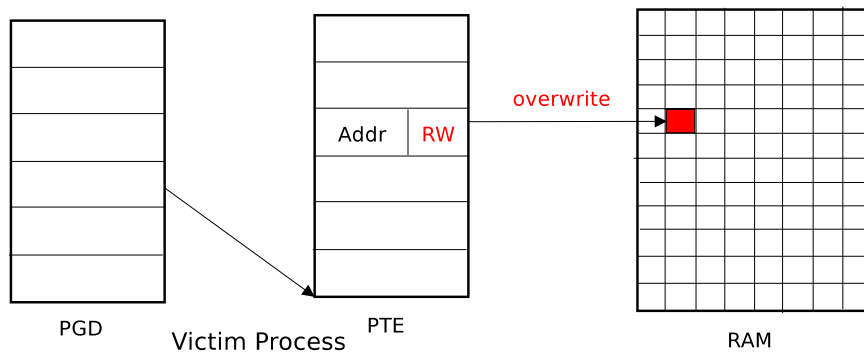 overwrite
Addr
RW
PGD
PTE
Victim Process
RAM